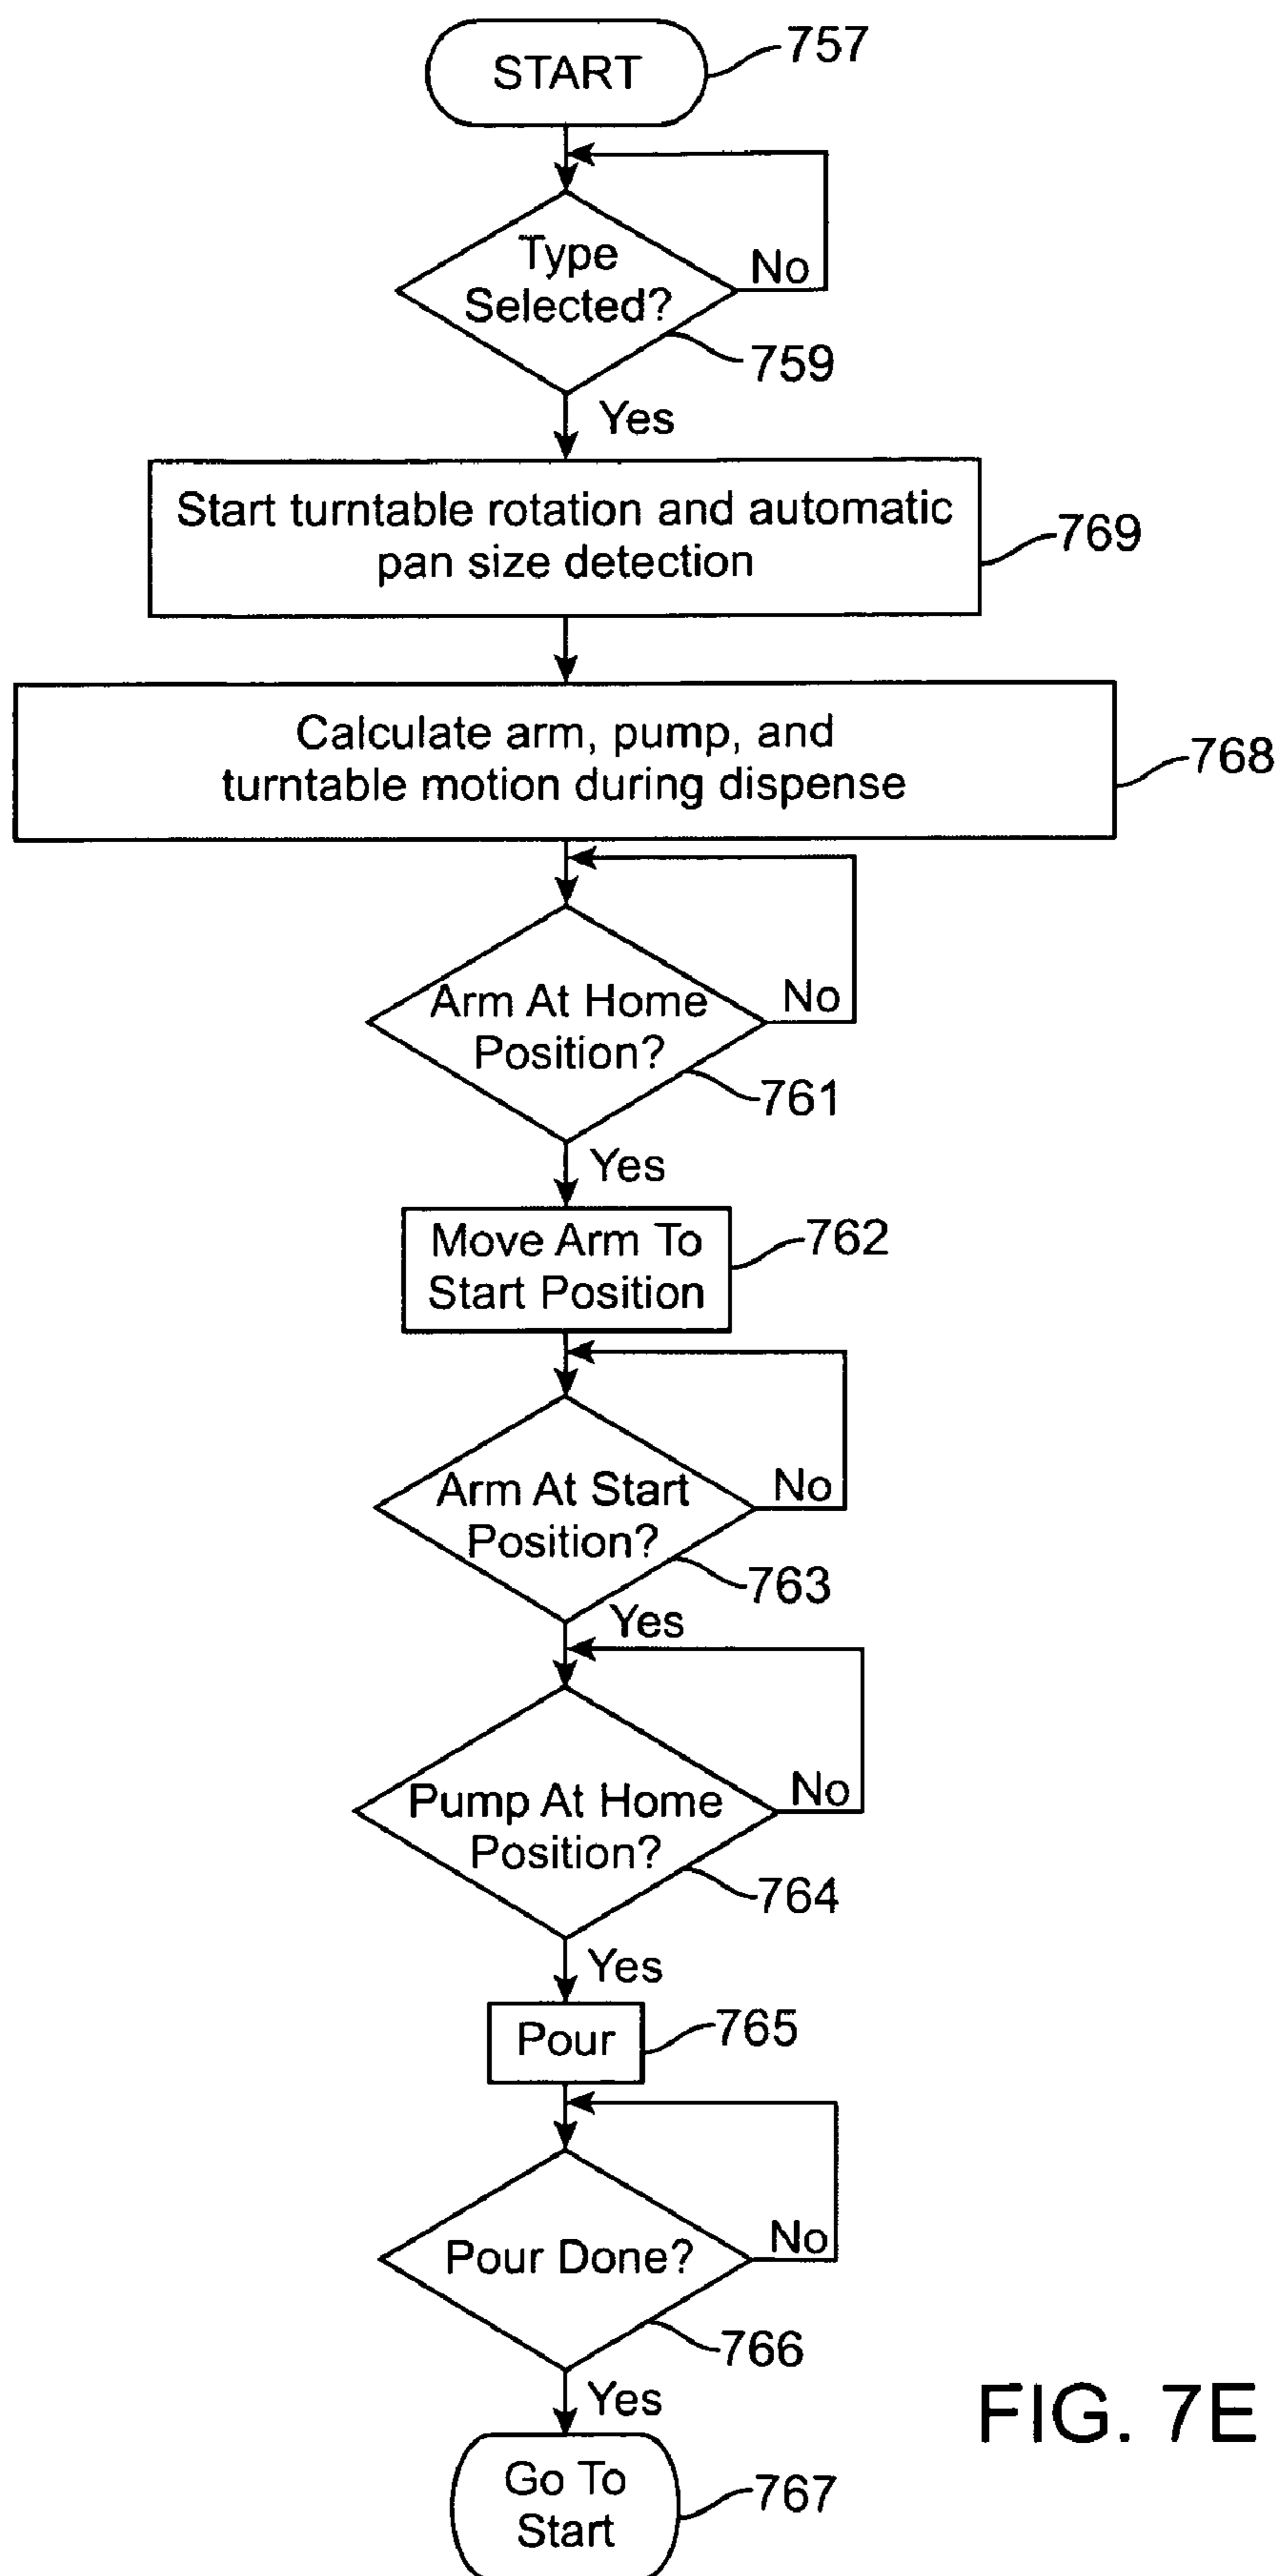 START
757
Type
Selected?
No
759
Yes
Start turntable rotation and automatic
pan size detection
769
Calculate arm, pump, and
turntable motion during dispense
768
Arm At Home
Position?
No
761
Yes
Move Arm To
Start Position
762
Arm At Start
Position?
No
763
Yes
Pump At Home
Position?
No
764
Yes
Pour
765
Pour Done?
No
766
Yes
Go To
Start
767
FIG. 7E